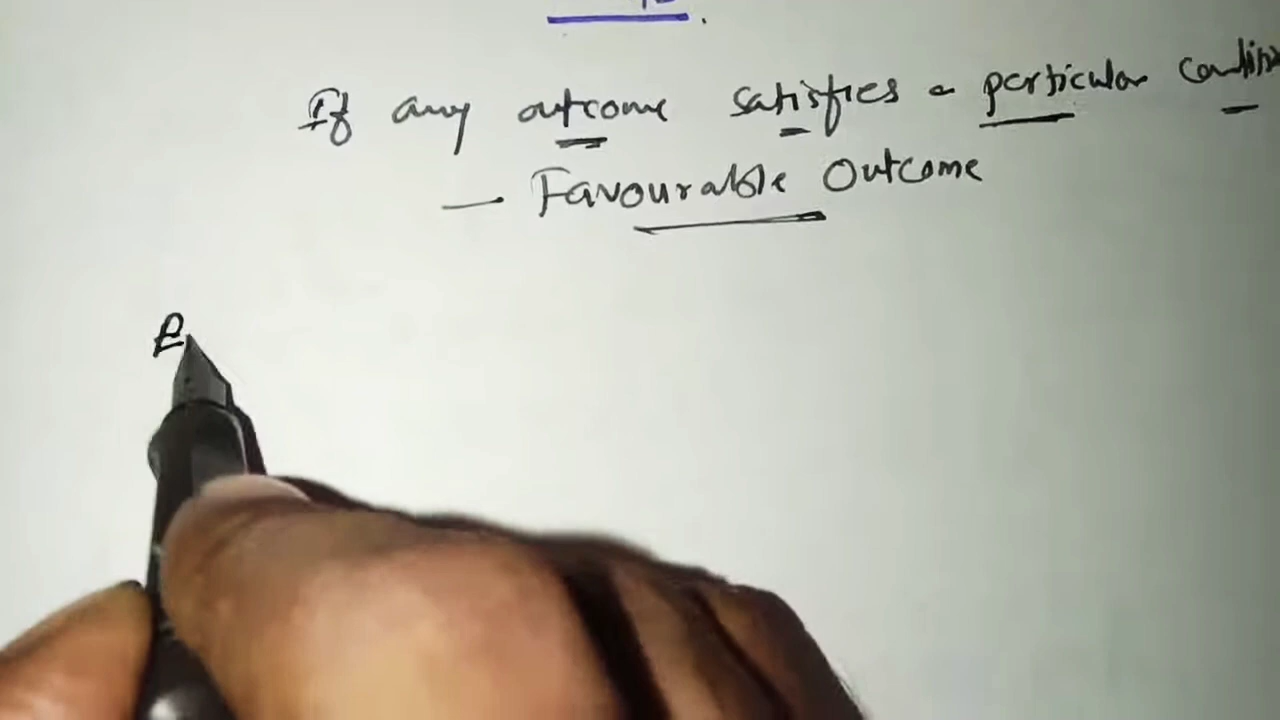 If any outcome satisfies a particular
— Favourable Outcome
E